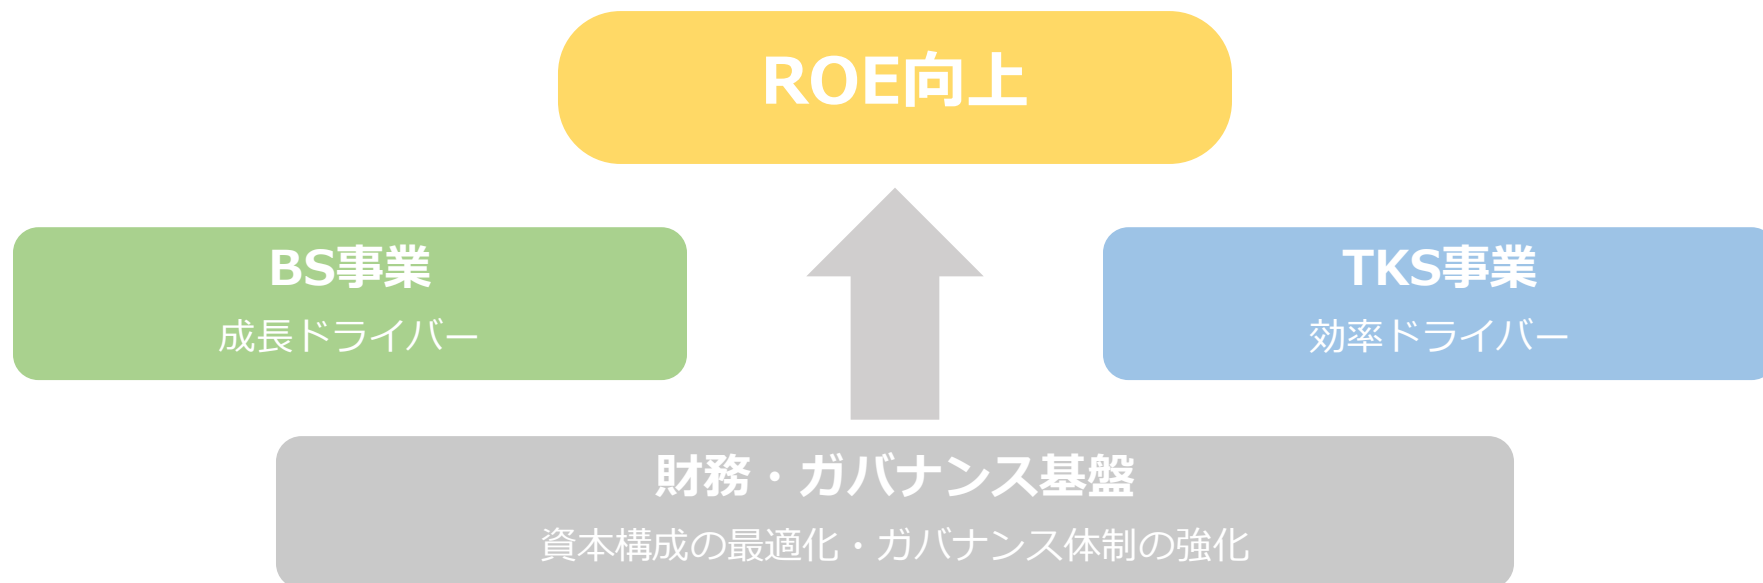 ROE向上
BS事業
成長ドライバー
TKS事業
効率ドライバー
財務・ガバナンス基盤
資本構成の最適化・ガバナンス体制の強化